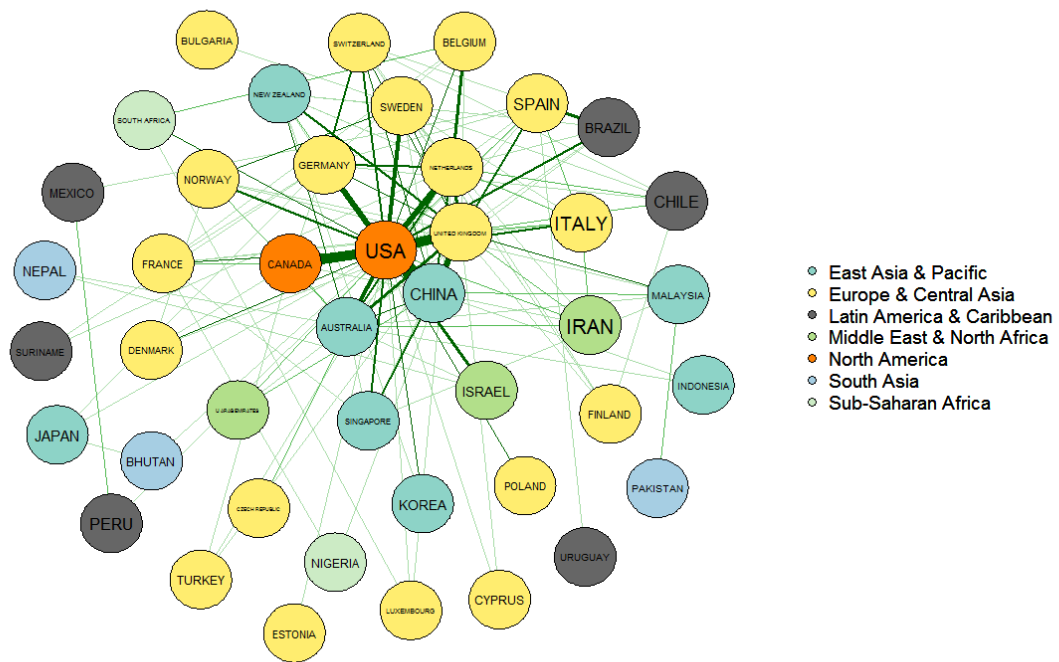 BULGARIA
SWITZERLAND
BELGIUM
NEW ZEALAND
SWEDEN
SPAIN
SOUTH AFRICA
BRAZIL
GERMANY
NETHERLANDS
NORWAY
MEXICO
CHILE
ITALY
UNITED KINGDOM
USA
FRANCE
CANADA
NEPAL
CHINA
MALAYSIA
AUSTRALIA
IRAN
SURINAME
DENMARK
INDONESIA
ISRAEL
U.ARAB EMIRATES
FINLAND
SINGAPORE
JAPAN
BHUTAN
POLAND
PAKISTAN
KOREA
CZECH REPUBLIC
PERU
URUGUAY
NIGERIA
TURKEY
CYPRUS
LUXEMBOURG
ESTONIA
East Asia & Pacific
Europe & Central Asia
Latin America & Caribbean
Middle East & North Africa
North America
South Asia
Sub-Saharan Africa